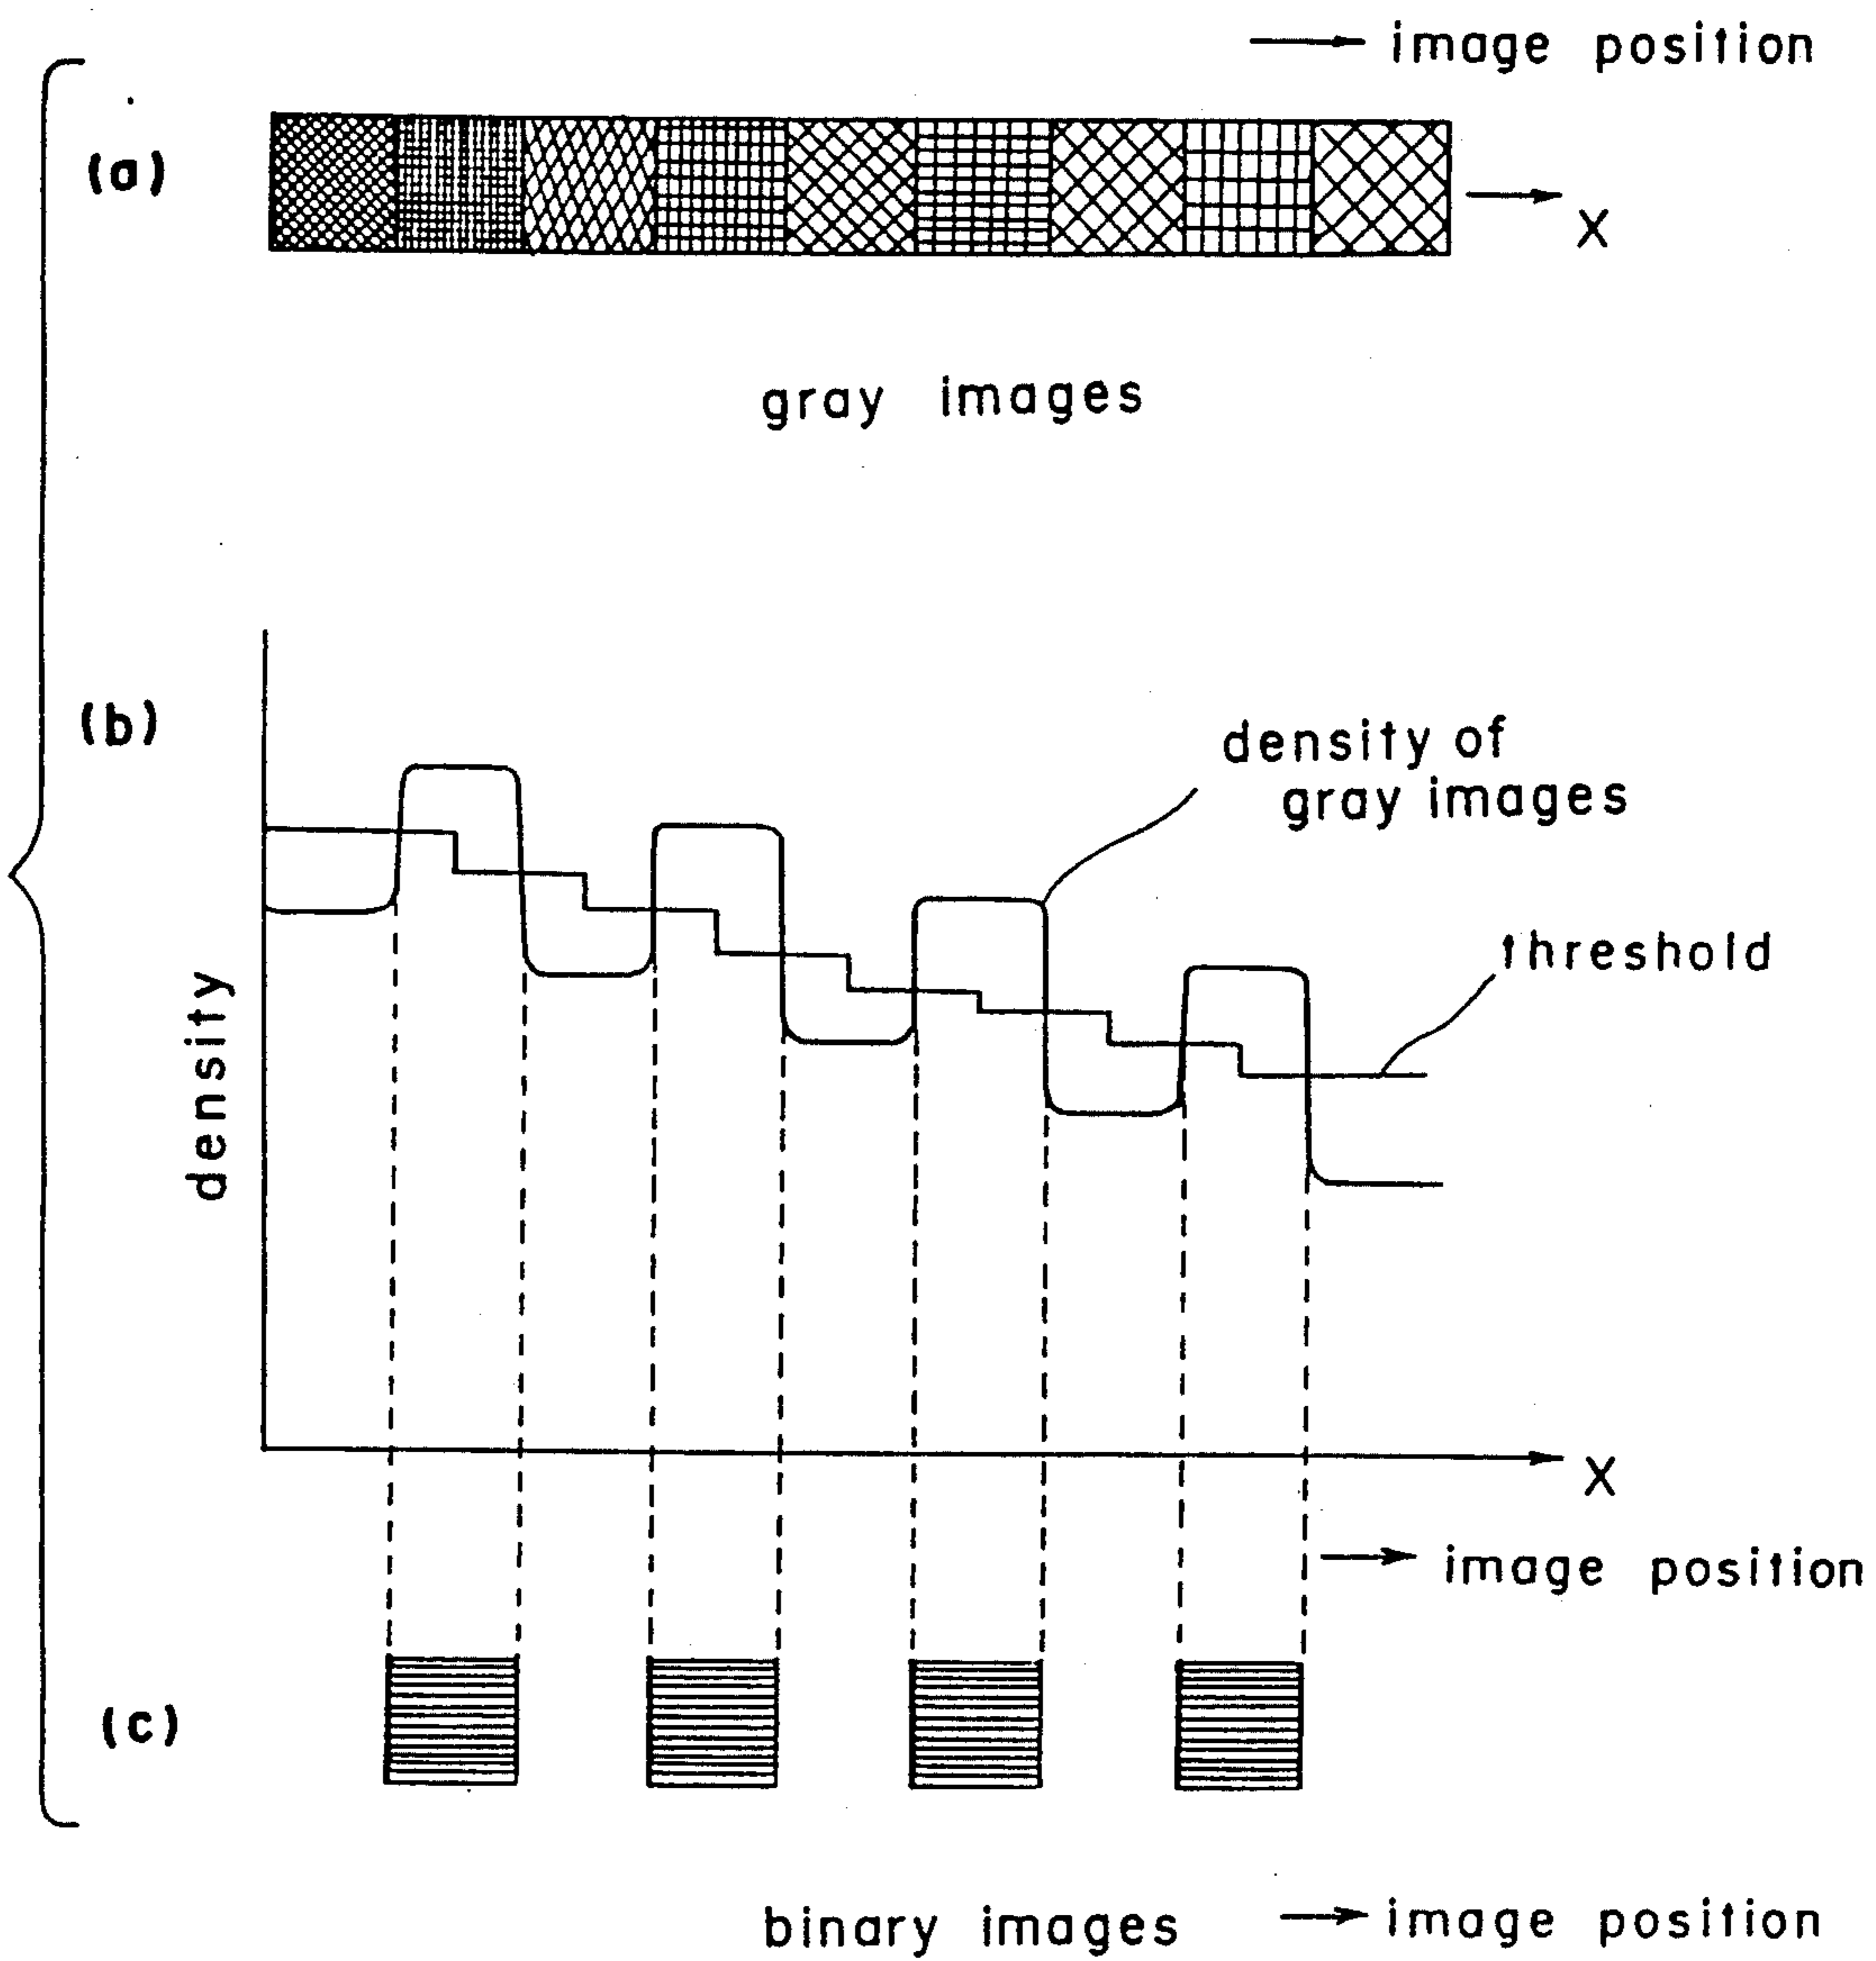 image position
(a)
X
gray images
(b)
density of
gray images
threshold
density
X
image position
(c)
binary images
image position